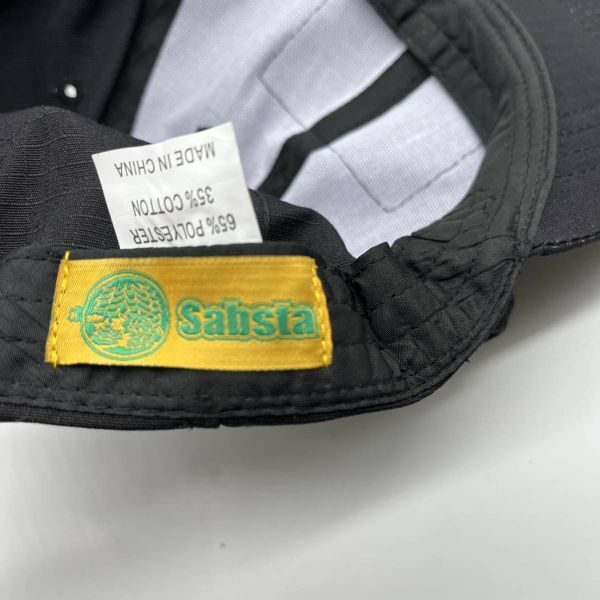 65% POLYESTER
35% COTTON
MADE IN CHINA
Sabsta